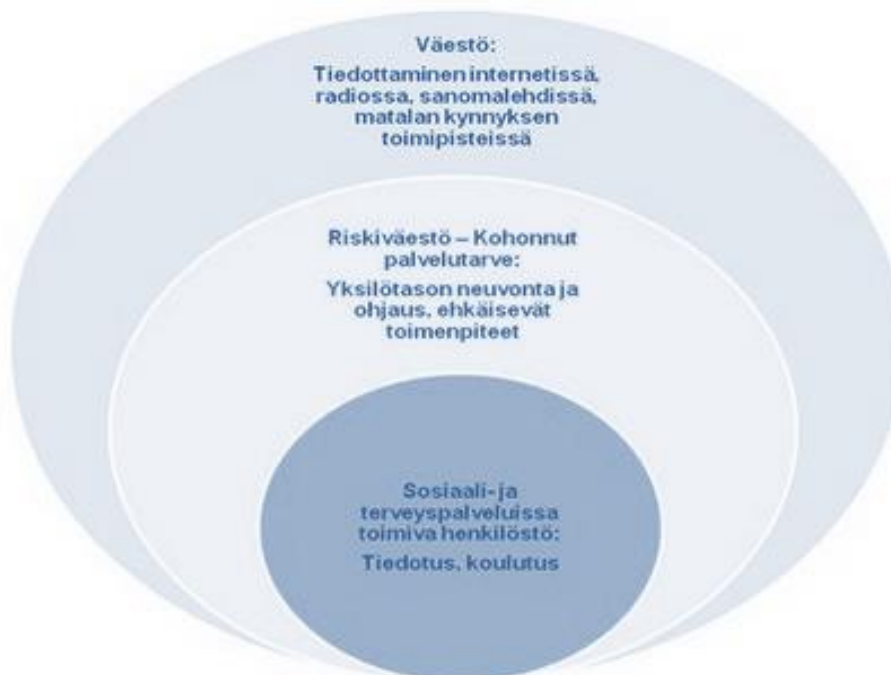 Väestö:
Tiedottaminen internetissä,
radiossa, sanomalehdissä,
matalan kynnyksen
toimipisteissä
Riskiväestö – Kohonnut
palvelutarve:
Yksilötason neuvonta ja
ohjaus, ehkäisevät
toimenpiteet
Sosiaali- ja
terveyspalveluissa
toimiva henkilöstö:
Tiedotus, koulutus